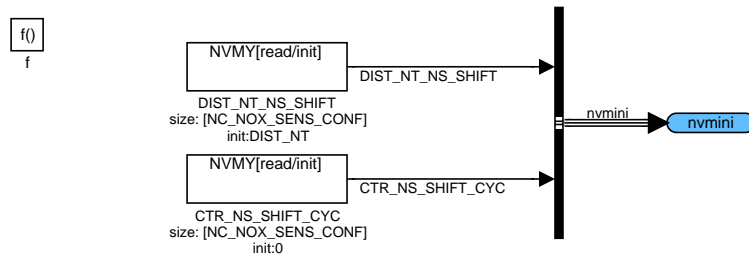 f()
f
NVMY[read/init]
DIST_NT_NS_SHIFT
DIST_NT_NS_SHIFT
size: [NC_NOX_SENS_CONF]
init:DIST_NT
NVMY[read/init]
CTR_NS_SHIFT_CYC
CTR_NS_SHIFT_CYC
size: [NC_NOX_SENS_CONF]
init:0
nvmini
nvmini